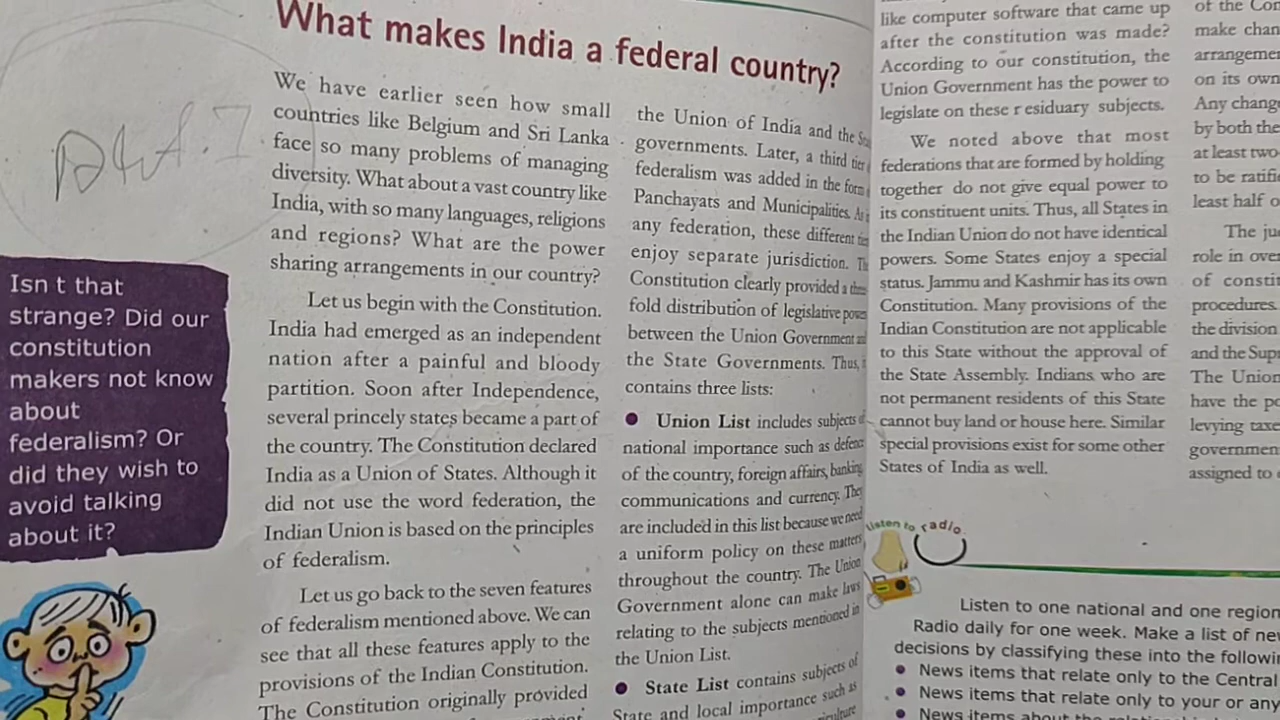 What makes India a federal country?
We have earlier seen how small
countries like Belgium and Sri Lanka
face so many problems of managing
diversity. What about a vast country like
India, with so many languages, religions
and regions? What are the power
sharing arrangements in our country?
Let us begin with the Constitution.
India had emerged as an independent
nation after a painful and bloody
partition. Soon after Independence,
several princely states became a part of
the country. The Constitution declared
India as a Union of States. Although it
did not use the word federation, the
Indian Union is based on the principles
of federalism.
Let us go back to the seven features
of federalism mentioned above. We can
see that all these features apply to the
provisions of the Indian Constitution.
The Constitution originally provided
Isn t that
strange? Did our
constitution
makers not know
about
federalism? Or
did they wish to
avoid talking
about it?
the Union of India and the
governments. Later, a third tier
federalism was added in the form
Panchayats and Municipalities. As
any federation, these different
enjoy separate jurisdiction.
Constitution clearly provided a
fold distribution of legislative
between the Union Government
the State Governments. Thus,
contains three lists:
● Union List includes subjects of
national importance such as defence
of the country, foreign affairs, banking
communications and currency. They
are included in this list because we need
a uniform policy on these matters
throughout the country. The Union
Government alone can make laws
relating to the subjects mentioned in
the Union List.
● State List contains subjects of
State and local importance such as
like computer software that came up
after the constitution was made?
According to our constitution, the
Union Government has the power to
legislate on these r esiduary subjects.
We noted above that most
federations that are formed by holding
together do not give equal power to
its constituent units. Thus, all States in
the Indian Union do not have identical
powers. Some States enjoy a special
status. Jammu and Kashmir has its own
Constitution. Many provisions of the
Indian Constitution are not applicable
to this State without the approval of
the State Assembly. Indians who are
not permanent residents of this State
cannot buy land or house here. Similar
special provisions exist for some other
States of India as well.
of the
make
on its own
Any
by both the
at least two
to be
least half
The
role in
of
procedures.
the division
and the
The Union
have the
levying
assigned to
listen to radio
Listen to one national and one
Radio daily for one week. Make a list of
decisions by classifying these into the
● News items that relate only to the Central
● News items that relate only to your or any
● News items about the